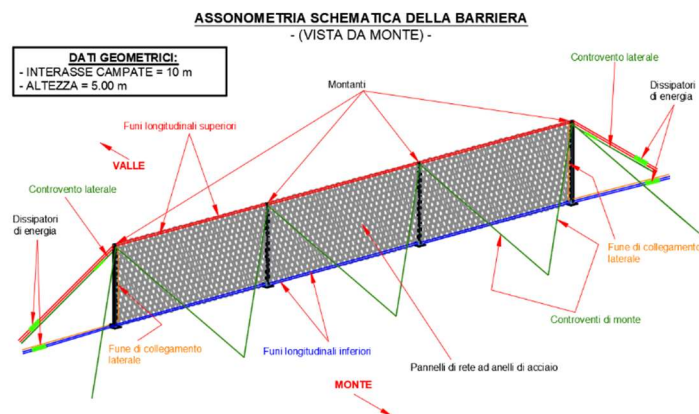 ASSONOMETRIA SCHEMATICA DELLA BARRIERA
- (VISTA DA MONTE) -
DATI GEOMETRICI:
- INTERASSE CAMPATE = 10 m
- ALTEZZA = 5.00 m
Controvento laterale
Dissipatori
di energia
Montanti
Funi longitudinali superiori
VALLE
Controvento laterale
Dissipatori
di energia
Fune di collegamento
laterale
Controventi di monte
Fune di collegamento
laterale
Funi longitudinali inferiori
Pannelli di rete ad anelli di acciaio
MONTE